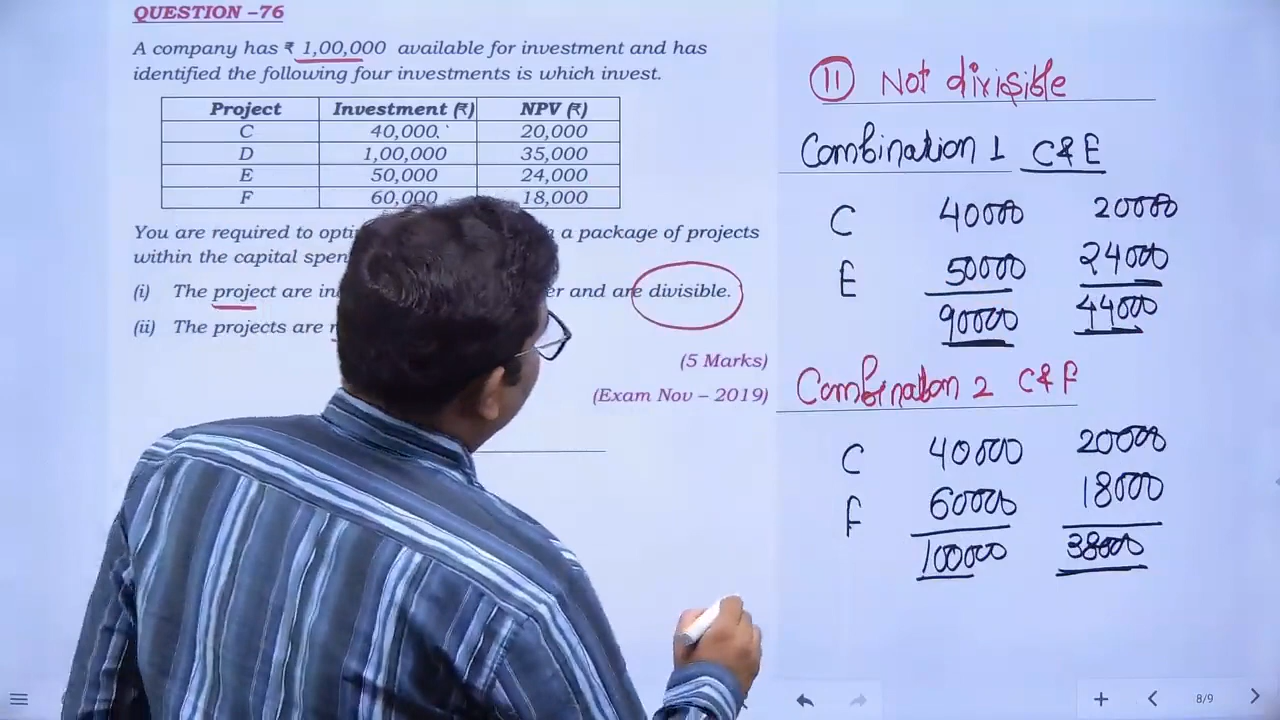 QUESTION –76
A company has ₹ 1,00,000 available for investment and has
identified the following four investments is which invest.
Project Investment (₹) NPV (₹)
C 40,000 20,000
D 1,00,000 35,000
E 50,000 24,000
F 60,000 18,000
You are required to a package of projects
within the capital
(i) The project are and are divisible.
(ii) The projects are
(5 Marks)
(Exam Nov – 2019)
11 Not divisible
Combination 1 C & E
C 40000 20000
E 50000 24000
90000 44000
Combination 2 C & F
C 40000 20000
F 60000 18000
100000 38000
8/9